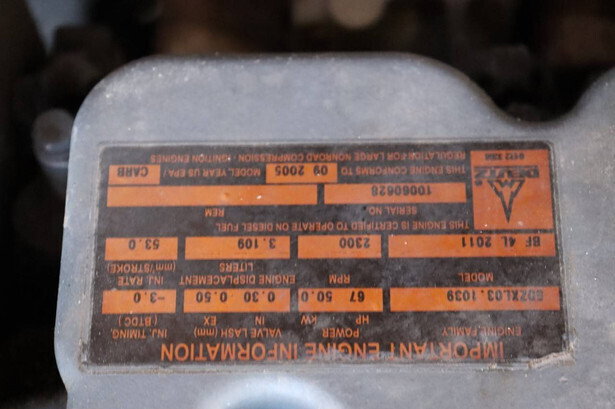 IMPORTANT ENGINE INFORMATION
ENGINE FAMILY POWER VALVE LASH (mm) INJ. TIMING.
HP KW IN EX (BTDC)
EDZXL03.1039 67 50.0 0.30 0.50 -3.0
MODEL RPM ENGINE DISPLACEMENT INJ. RATE
LITERS (mm³/STROKE)
BF 4L 2011 2300 3.109 53.0
THIS ENGINE IS CERTIFIED TO OPERATE ON DIESEL FUEL
SERIAL NO. REM
DEUTZ 10060628
THIS ENGINE CONFORMS TO 09 2005 MODEL YEAR US EPA/ CARB
REGULATION FOR LARGE NONROAD COMPRESSION - IGNITION ENGINES